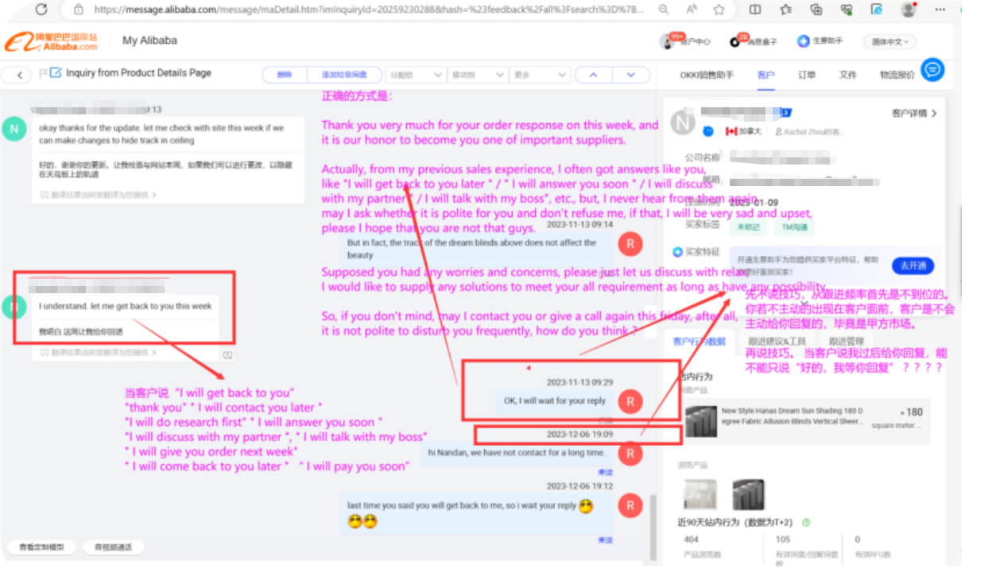 https://message.alibaba.com/message/maDetail.htm?imInquiryId=20259230288&hash=%23feedback%2Fall%3Fsearch%3D%7B...
阿里巴巴国际站
Alibaba.com
My Alibaba
99+
户中心
28
消息盒子
生意助手
简体中文
Inquiry from Product Details Page
删除
添加垃圾询盘
分配给
移动到
更多
OKKI销售助手
客户
订单
文件
物流报价
正确的方式是：
Thank you very much for your order response on this week, and
it is our honor to become you one of important suppliers.
Actually, from my previous sales experience, I often got answers like you,
like "I will get back to you later " / " I will answer you soon " / I will discuss
with my partner " / I will talk with my boss", etc., but, I never hear from them again,
may I ask whether it is polite for you and don't refuse me, if that, I will be very sad and upset,
please I hope that you are not that guys.
Supposed you had any worries and concerns, please just let us discuss with relax,
I would like to supply any solutions to meet your all requirement as long as have any possibility.
So, if you don't mind, may I contact you or give a call again this friday, after all,
it is not polite to disturb you frequently, how do you think ?
:13
N
okay thanks for the update. let me check with site this week if we
can make changes to hide track in ceiling
好的，谢谢你的更新。让我检查与网站本周，如果我们可以进行更改，以隐藏
在天花板上的轨道
翻译结果由阿里翻译为您提供 >
2023-11-13 09:14
But in fact, the track of the dream blinds above does not affect the
beauty
R
I understand. let me get back to you this week
我明白.这周让我给你回话
翻译结果由阿里翻译为您提供 >
2023-11-13 09:29
OK, I will wait for your reply
R
2023-12-06 19:09
hi Nandan, we have not contact for a long time.
R
未读
2023-12-06 19:12
last time you said you will get back to me, so i wait your reply
R
未读
当客户说 "I will get back to you"
"thank you" " I will contact you later "
"I will do research first" " I will answer you soon "
"I will discuss with my partner ", " I will talk with my boss"
" I will give you order next week"
" I will come back to you later " " I will pay you soon"
查看定制模型
音视频通话
N
客户详情 >
加拿大
Rachel Zhou的客...
公司名称
邮箱
注册时间
2023-01-09
买家标签
未标记
TM沟通
买家特征
开通生意助手为您提供买家平台特征，帮助
更好鉴别买家！
去开通
先不说技巧，从跟进频率首先是不到位的。
你若不主动的出现在客户面前，客户是不会
主动给你回复的，毕竟是甲方市场。
客户行为数据
跟进建议&工具
跟进管理
再说技巧。 当客户说我过后给你回复，能
不能只说“好的，我等你回复”？？？？
站内行为
询盘产品
New Style Hanas Dream Sun Shading 180 D
egree Fabric Allusion Blinds Vertical Sheer...
× 180
square meter ...
浏览产品
近90天站内行为（数据为T+2）
404
105
0
产品浏览数
有效询盘/回复询盘
数
有效RFQ数